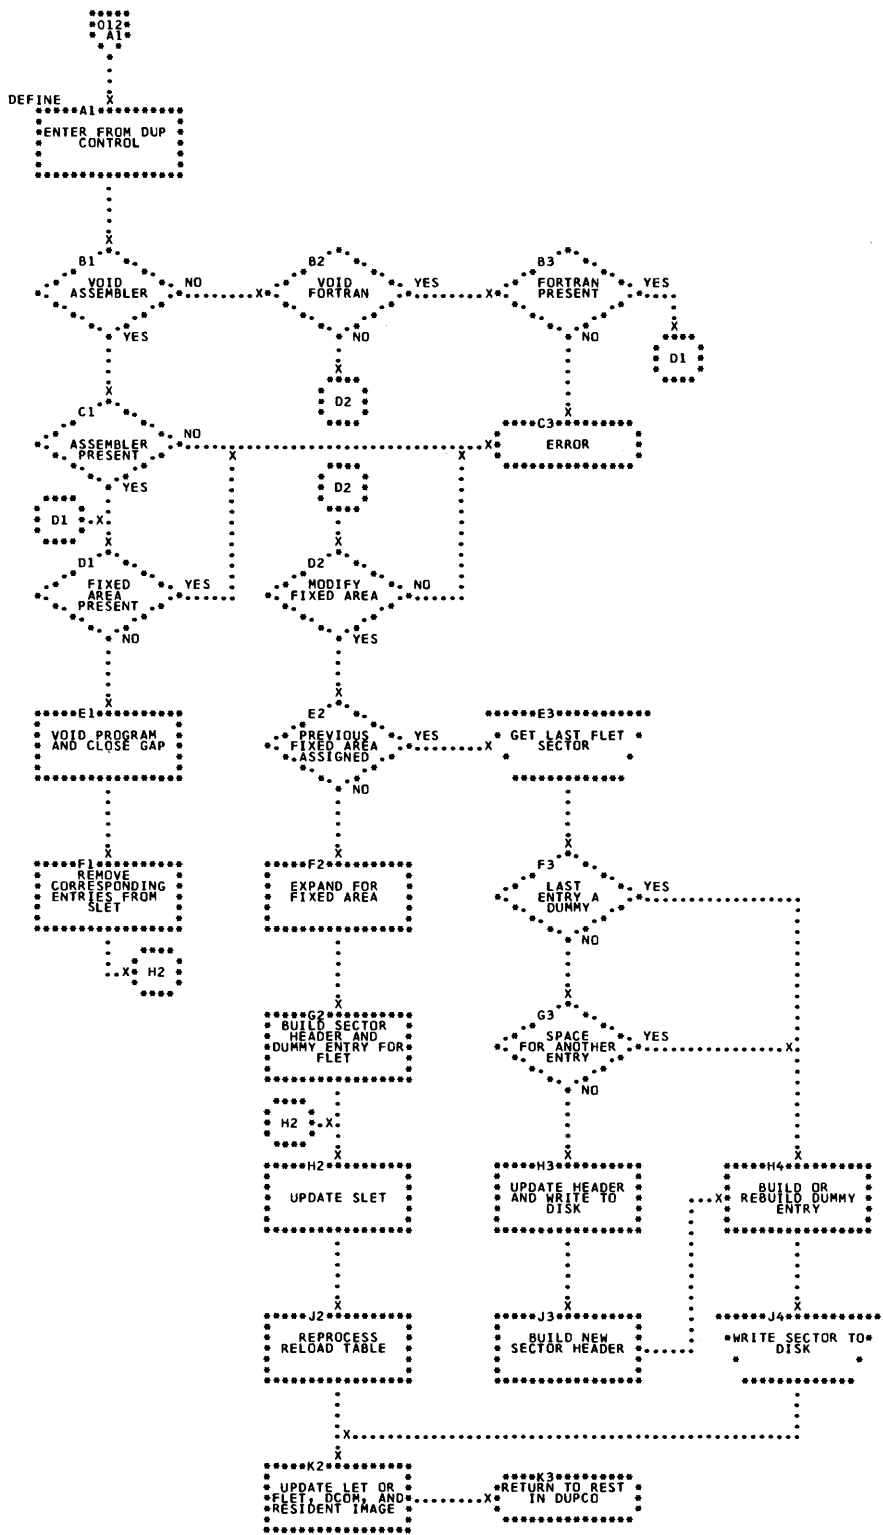 012
A1
DEFINE
A1
ENTER FROM DUP
CONTROL
B1
VOID
ASSEMBLER
NO
YES
B2
VOID
FORTRAN
YES
NO
B3
FORTRAN
PRESENT
YES
NO
D1
D2
C1
ASSEMBLER
PRESENT
NO
YES
C3
ERROR
D2
D1
D1
FIXED
AREA
PRESENT
YES
NO
D2
MODIFY
FIXED AREA
NO
YES
E1
VOID PROGRAM
AND CLOSE GAP
E2
PREVIOUS
FIXED AREA
ASSIGNED
YES
NO
E3
GET LAST FLET
SECTOR
F1
REMOVE
CORRESPONDING
ENTRIES FROM
SLET
F2
EXPAND FOR
FIXED AREA
F3
LAST
ENTRY A
DUMMY
YES
NO
H2
G2
BUILD SECTOR
HEADER AND
DUMMY ENTRY FOR
FLET
G3
SPACE
FOR ANOTHER
ENTRY
YES
NO
H2
H2
UPDATE SLET
H3
UPDATE HEADER
AND WRITE TO
DISK
H4
BUILD OR
REBUILD DUMMY
ENTRY
J2
REPROCESS
RELOAD TABLE
J3
BUILD NEW
SECTOR HEADER
J4
WRITE SECTOR TO
DISK
K2
UPDATE LET OR
FLET, DCOM, AND
RESIDENT IMAGE
K3
RETURN TO REST
IN DUPCO